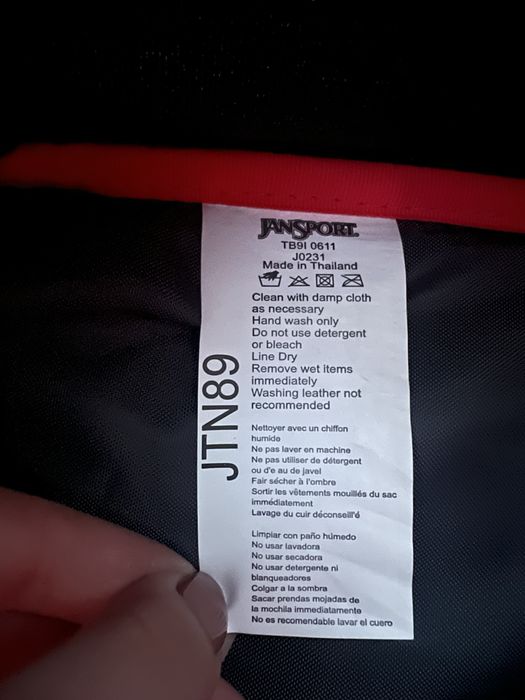 JANSPORT.
TB9I 0611
J0231
Made in Thailand
Clean with damp cloth
as necessary
Hand wash only
Do not use detergent
or bleach
Line Dry
Remove wet items
immediately
Washing leather not
recommended
Nettoyer avec un chiffon
humide
Ne pas laver en machine
Ne pas utiliser de détergent
ou d'e au de javel
Fair sécher à l'ombre
Sortir les vêtements mouillés du sac
immédiatement
Lavage du cuir déconseill'é
Limpiar con paño húmedo
No usar lavadora
No usar secadora
No usar detergente ni
blanqueadores
Colgar a la sombra
Sacar prendas mojadas de
la mochila immediatamente
No es recomendable lavar el cuero
JTN89